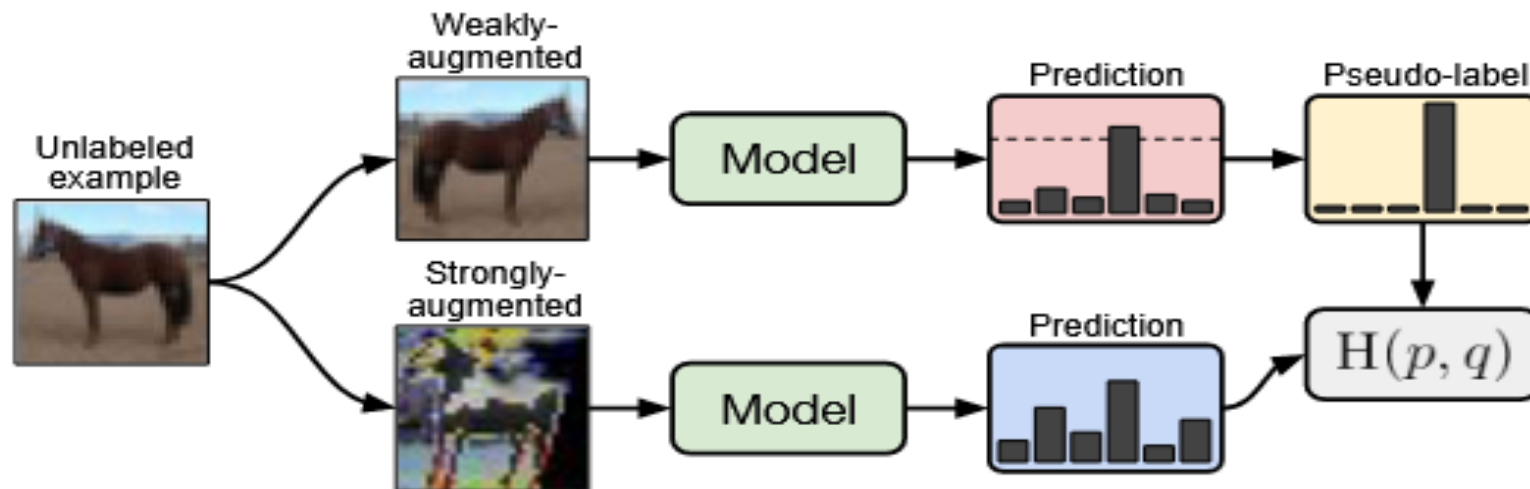 Unlabeled
example
Weakly-
augmented
Model
Prediction
Pseudo-label
Strongly-
augmented
Model
Prediction
H(p, q)